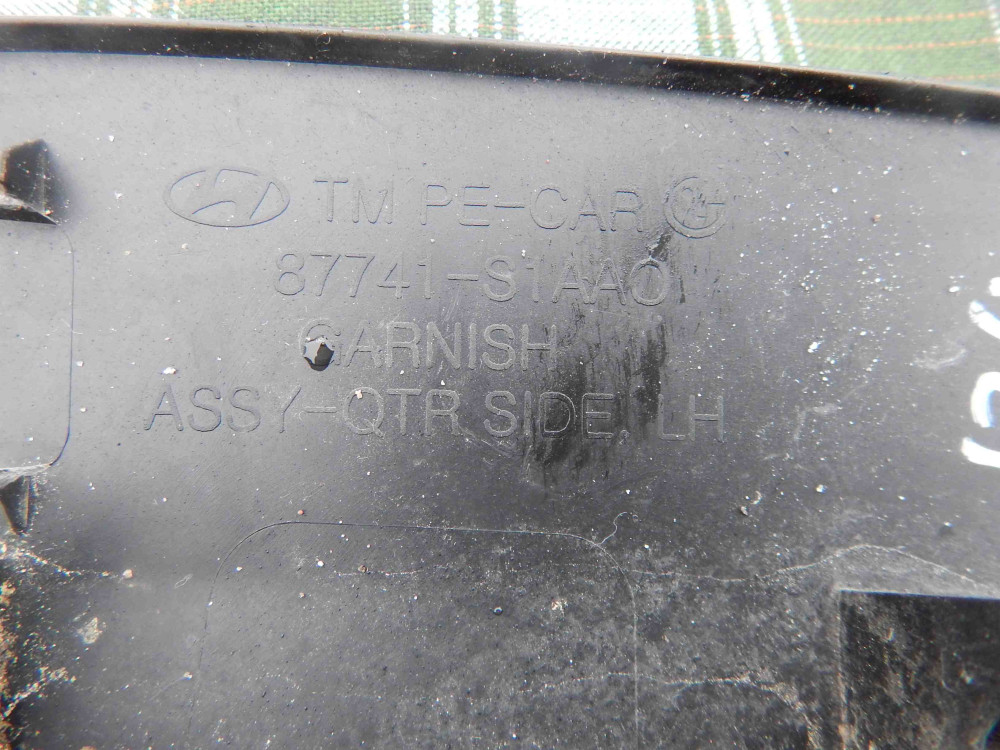 TM PE-CAR
87741-S1AA0
GARNISH
ASSY-QTR SIDE, LH